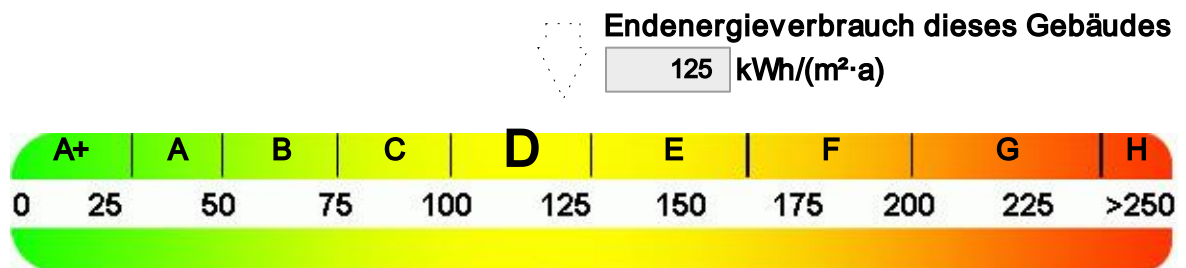 Endenergieverbrauch dieses Gebäudes
125 kWh/(m²·a)
A+ A B C D E F G H
0 25 50 75 100 125 150 175 200 225 >250